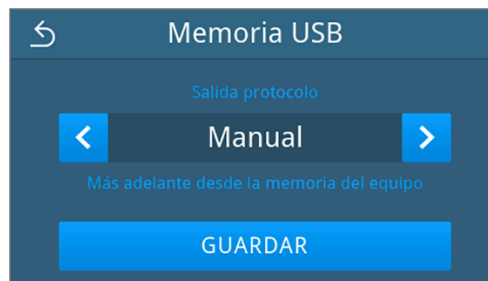 Memoria USB
Salida protocolo
Manual
Más adelante desde la memoria del equipo
GUARDAR